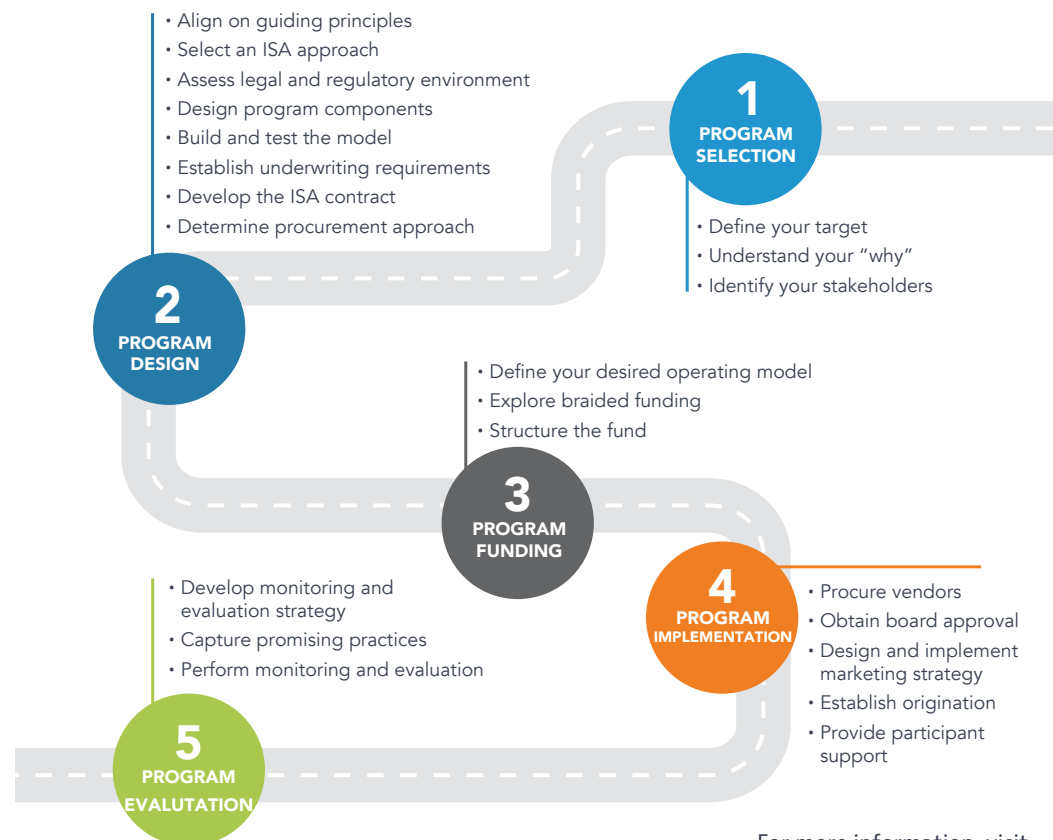 1
PROGRAM
SELECTION
• Define your target
• Understand your “why”
• Identify your stakeholders
• Align on guiding principles
• Select an ISA approach
• Assess legal and regulatory environment
• Design program components
• Build and test the model
• Establish underwriting requirements
• Develop the ISA contract
• Determine procurement approach
2
PROGRAM
DESIGN
• Define your desired operating model
• Explore braided funding
• Structure the fund
3
PROGRAM
FUNDING
4
PROGRAM
IMPLEMENTATION
• Procure vendors
• Obtain board approval
• Design and implement
marketing strategy
• Establish origination
• Provide participant
support
• Develop monitoring and
evaluation strategy
• Capture promising practices
• Perform monitoring and evaluation
5
PROGRAM
EVALUTATION
For more information, visit